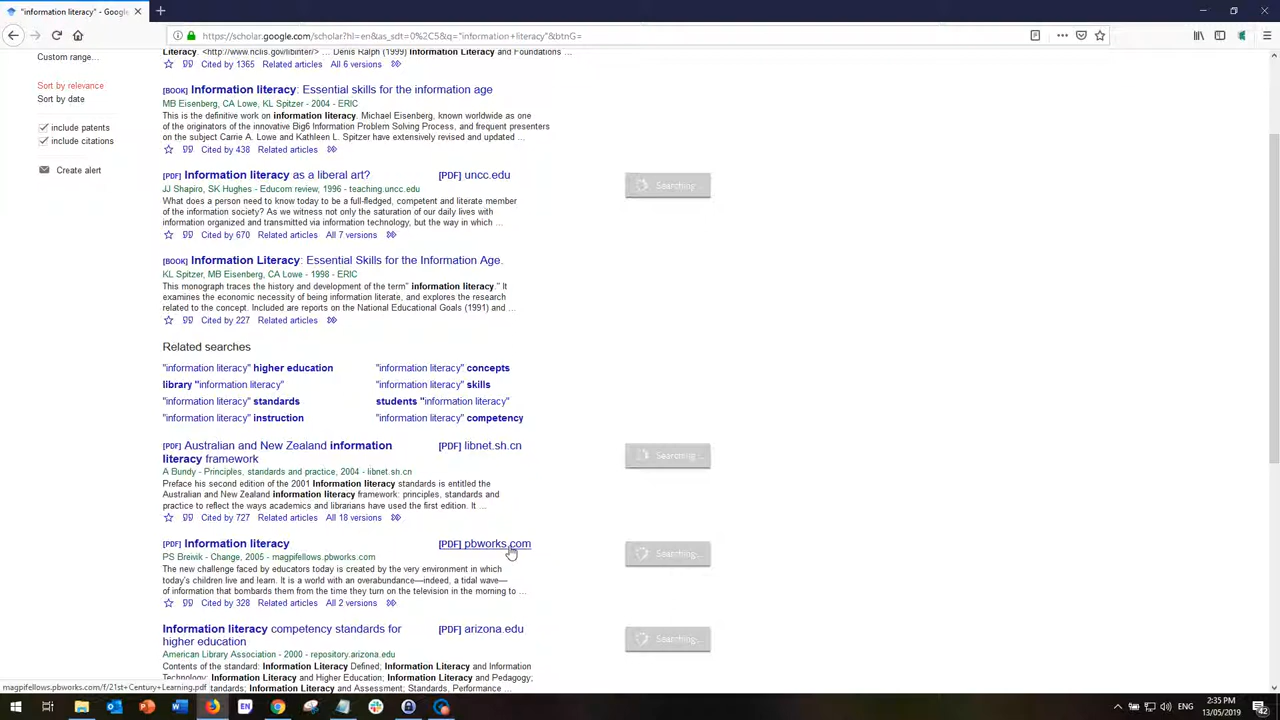 "information literacy" - Googl
https://scholar.google.com/scholar?hl=en&as_sdt=0%2C5&q="information+literacy"&btnG=
Custom range...
Sort by relevance
Sort by date
include patents
include citations
Create alert
Literacy. <http://www.nclis.gov/libinter/> ... Denis Ralph (1999) Information Literacy and Foundations ...
Cited by 1365 Related articles All 6 versions
[BOOK] Information literacy: Essential skills for the information age
MB Eisenberg, CA Lowe, KL Spitzer - 2004 - ERIC
This is the definitive work on information literacy. Michael Eisenberg, known worldwide as one
of the originators of the innovative Big6 Information Problem Solving Process, and frequent presenters
on the subject Carrie A. Lowe and Kathleen L. Spitzer have extensively revised and updated ...
Cited by 438 Related articles
[PDF] Information literacy as a liberal art? [PDF] uncc.edu
JJ Shapiro, SK Hughes - Educom review, 1996 - teaching.uncc.edu
Searching...
What does a person need to know today to be a full-fledged, competent and literate member
of the information society? As we witness not only the saturation of our daily lives with
information organized and transmitted via information technology, but the way in which ...
Cited by 670 Related articles All 7 versions
[BOOK] Information Literacy: Essential Skills for the Information Age.
KL Spitzer, MB Eisenberg, CA Lowe - 1998 - ERIC
This monograph traces the history and development of the term" information literacy." It
examines the economic necessity of being information literate, and explores the research
related to the concept. Included are reports on the National Educational Goals (1991) and ...
Cited by 227 Related articles
Related searches
"information literacy" higher education "information literacy" concepts
library "information literacy" "information literacy" skills
"information literacy" standards students "information literacy"
"information literacy" instruction "information literacy" competency
[PDF] Australian and New Zealand information [PDF] libnet.sh.cn
literacy framework
Searching...
A Bundy - Principles, standards and practice, 2004 - libnet.sh.cn
Preface his second edition of the 2001 Information literacy standards is entitled the
Australian and New Zealand information literacy framework: principles, standards and
practice to reflect the ways academics and librarians have used the first edition. It ...
Cited by 727 Related articles All 18 versions
[PDF] Information literacy [PDF] pbworks.com
PS Breivik - Change, 2005 - magpifellows.pbworks.com
Searching...
The new challenge faced by educators today is created by the very environment in which
today's children live and learn. It is a world with an overabundance—indeed, a tidal wave—
of information that bombards them from the time they turn on the television in the morning to ...
Cited by 328 Related articles All 2 versions
Information literacy competency standards for [PDF] arizona.edu
higher education
Searching...
American Library Association - 2000 - repository.arizona.edu
Contents of the standard: Information Literacy Defined; Information Literacy and Information
Technology; Information Literacy and Higher Education; Information Literacy and Pedagogy;
tandards; Information Literacy and Assessment; Standards, Performance ...
magpifellows.pbworks.com/f/21st+Century+Learning.pdf
EN
ENG
2:35 PM
13/05/2019
42